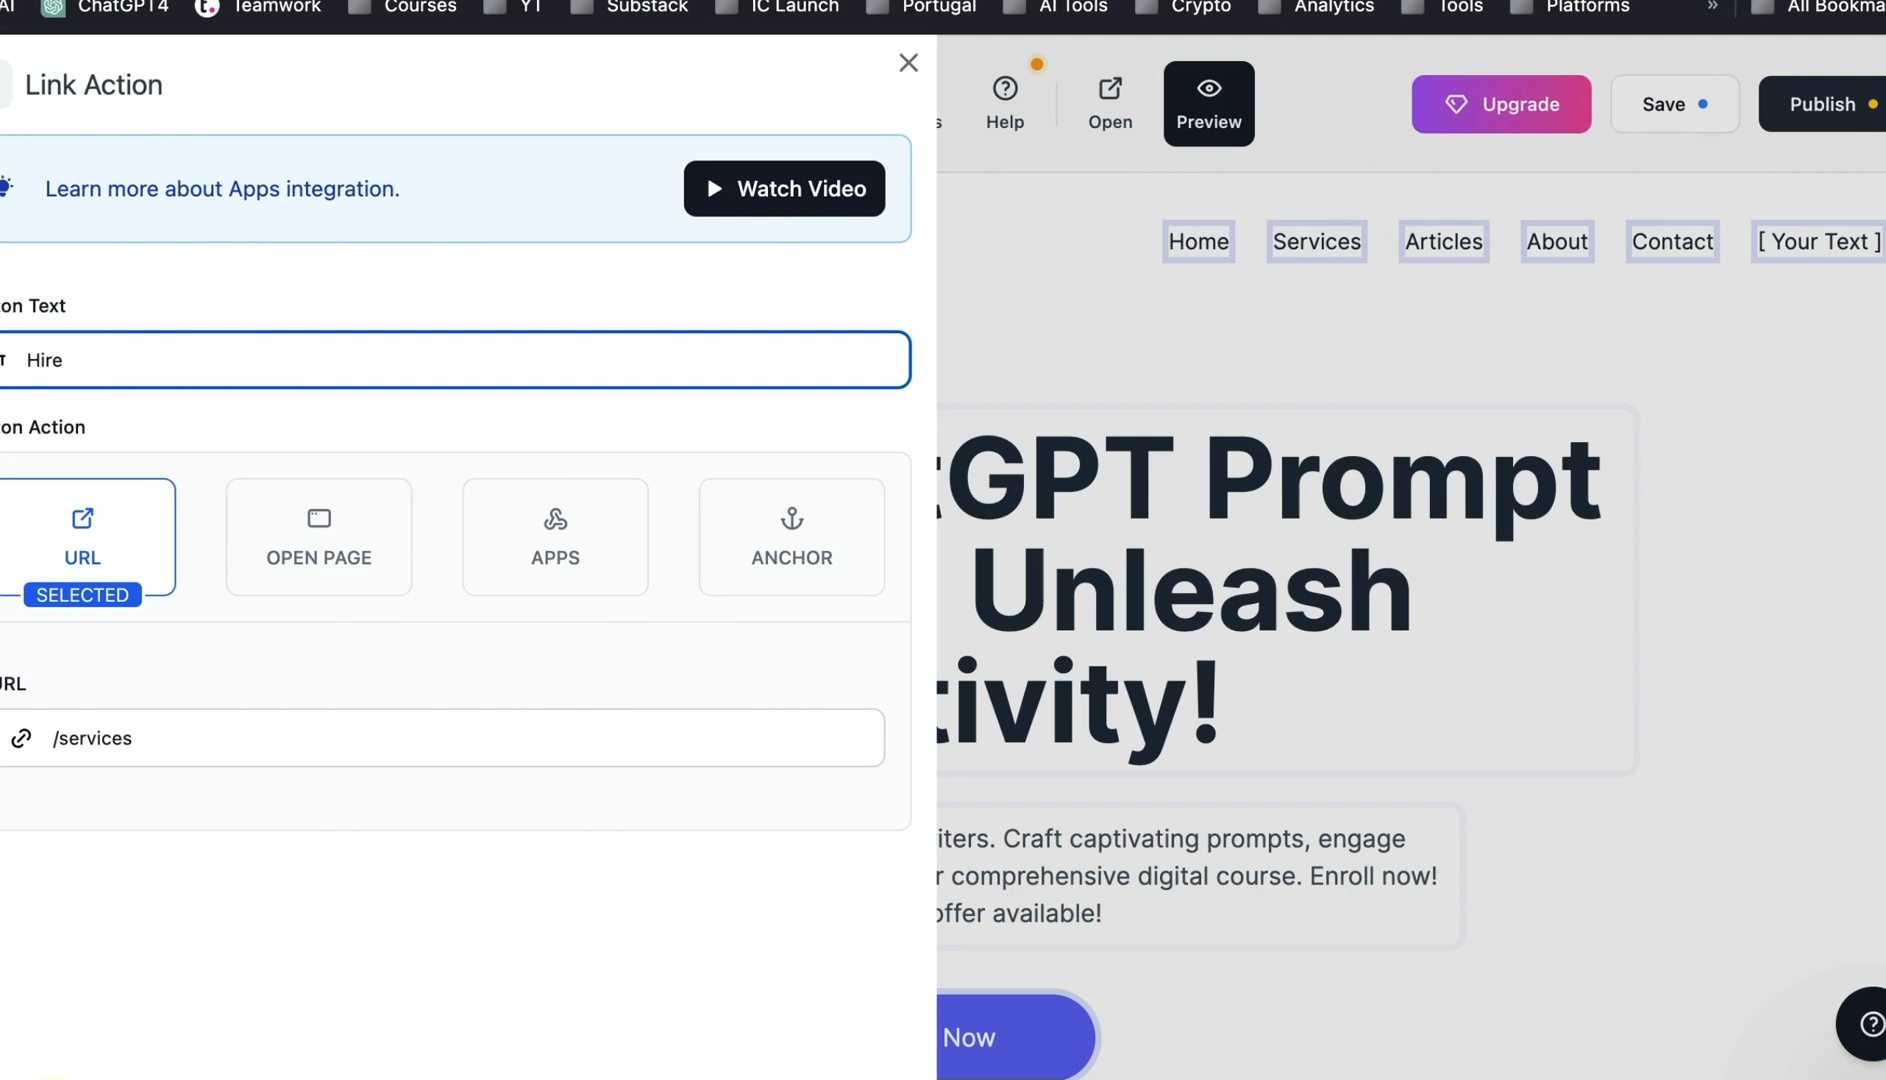 AI ChatGPT4 Teamwork Courses YT Substack IC Launch Portugal AI Tools Crypto Analytics Tools Platforms » All Bookma
Link Action
Learn more about Apps integration.
Watch Video
on Text
Hire
on Action
URL
SELECTED
OPEN PAGE
APPS
ANCHOR
URL
/services
s
Help
Open
Preview
Upgrade
Save
Publish
Home Services Articles About Contact [ Your Text ]
tGPT Prompt
Unleash
tivity!
iters. Craft captivating prompts, engage
r comprehensive digital course. Enroll now!
offer available!
Now